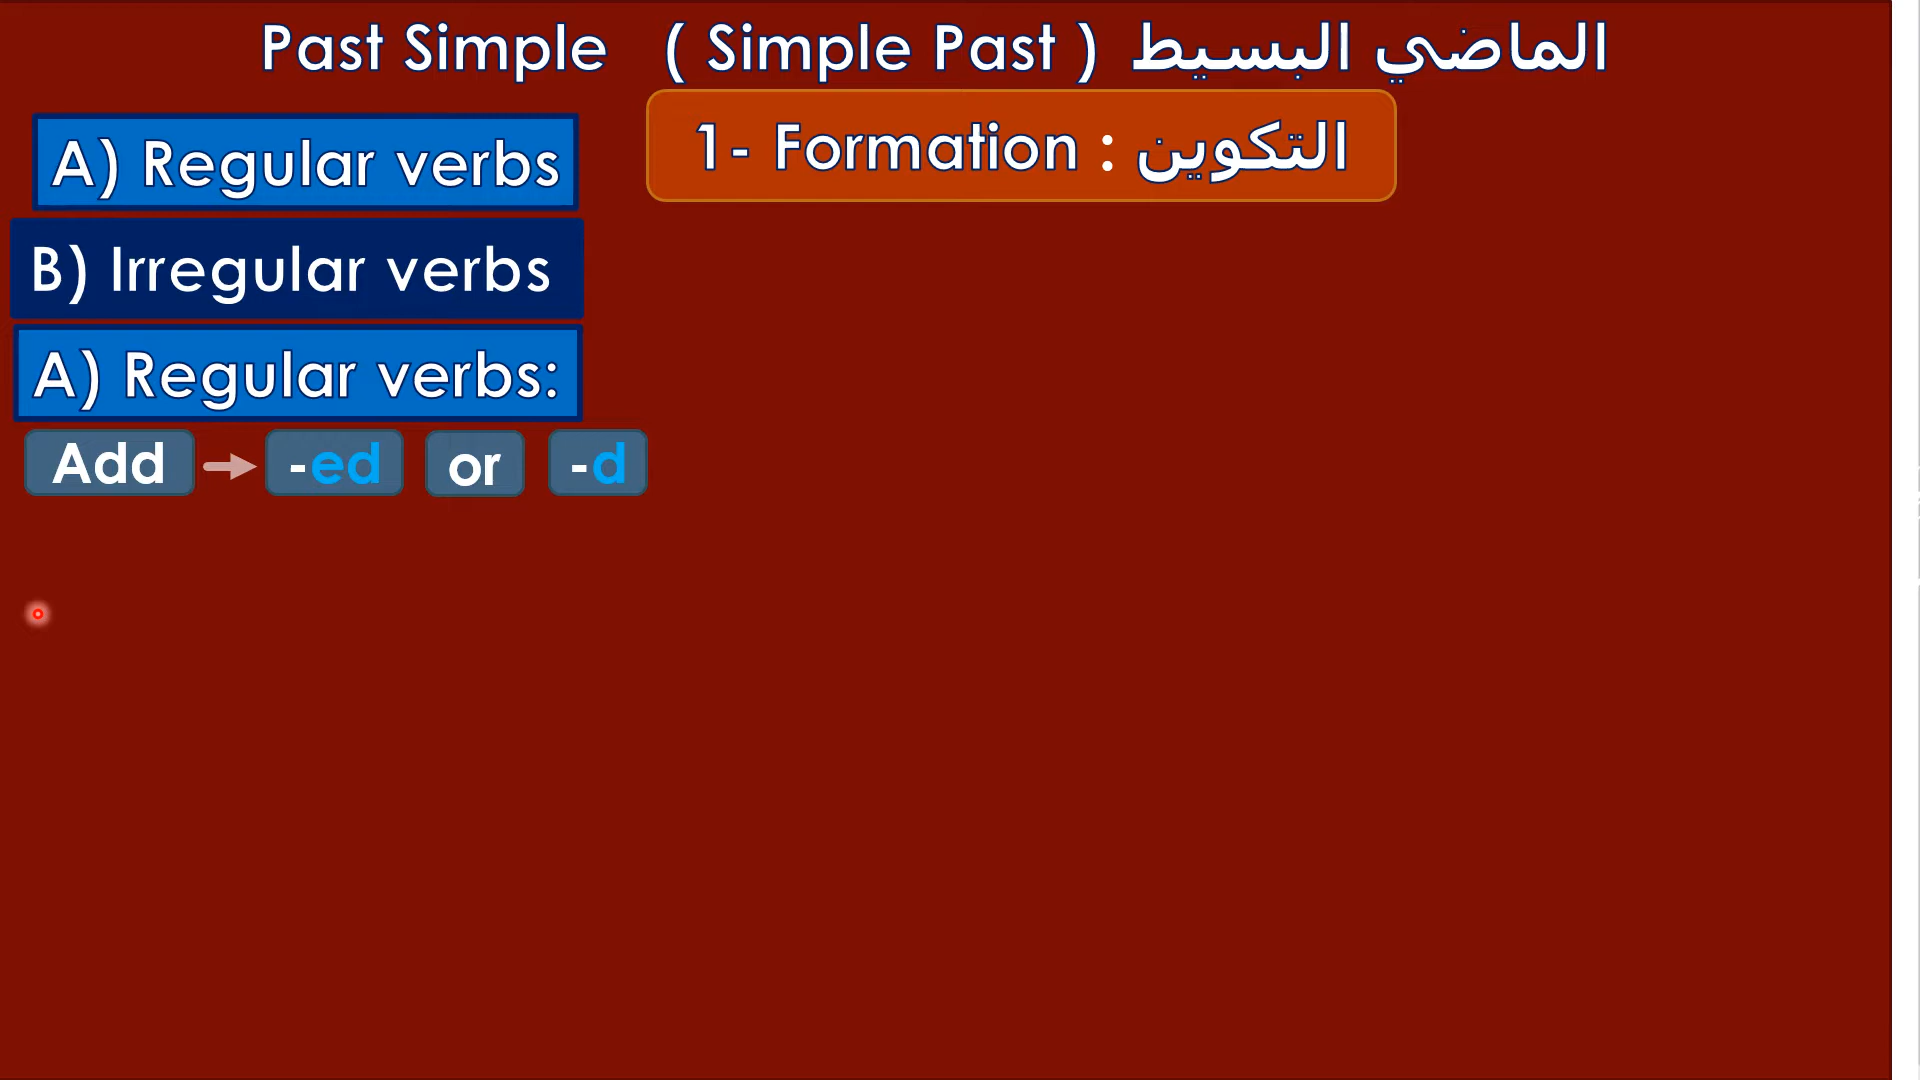 Past Simple ( Simple Past ) الماضي البسيط
1- Formation : التكوين
A) Regular verbs
B) Irregular verbs
A) Regular verbs:
Add -ed or -d